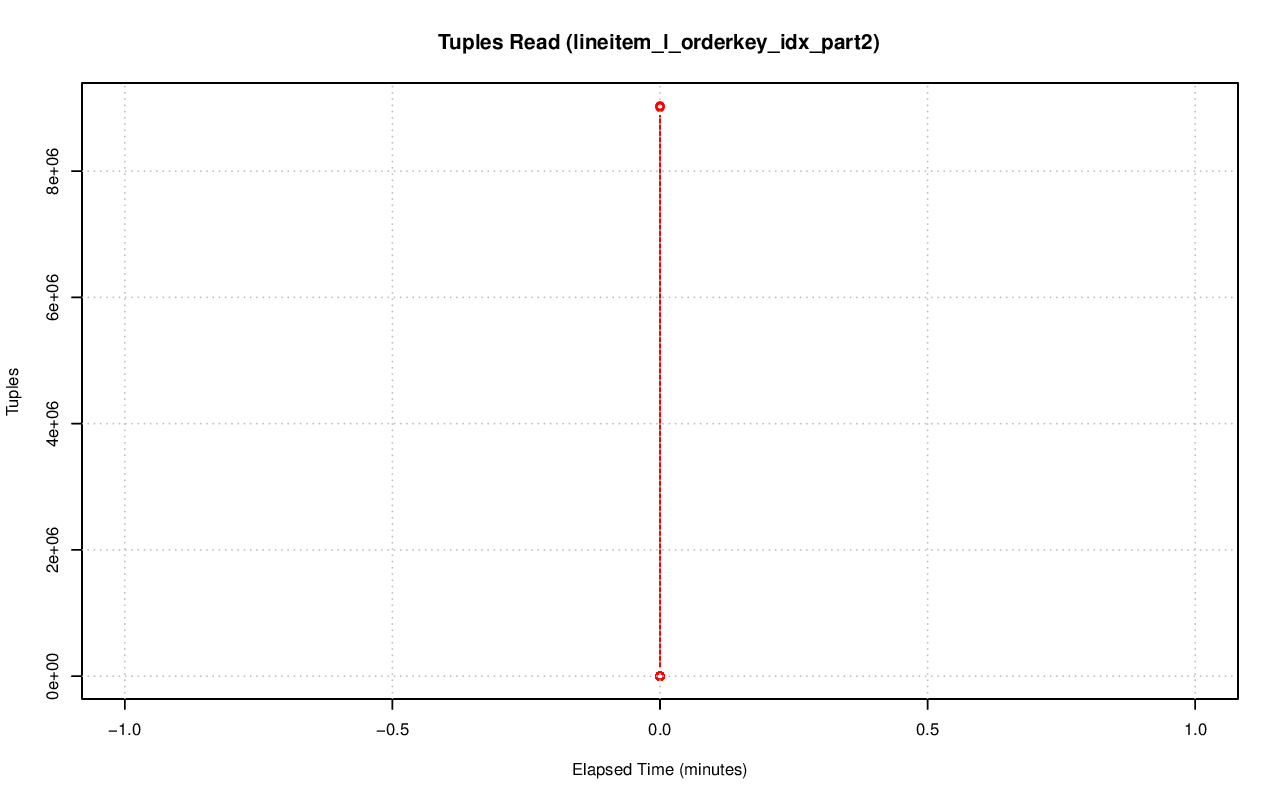 Tuples Read (lineitem_l_orderkey_idx_part2)
Tuples
8e+06
6e+06
4e+06
2e+06
0e+00
−1.0 −0.5 0.0 0.5 1.0
Elapsed Time (minutes)